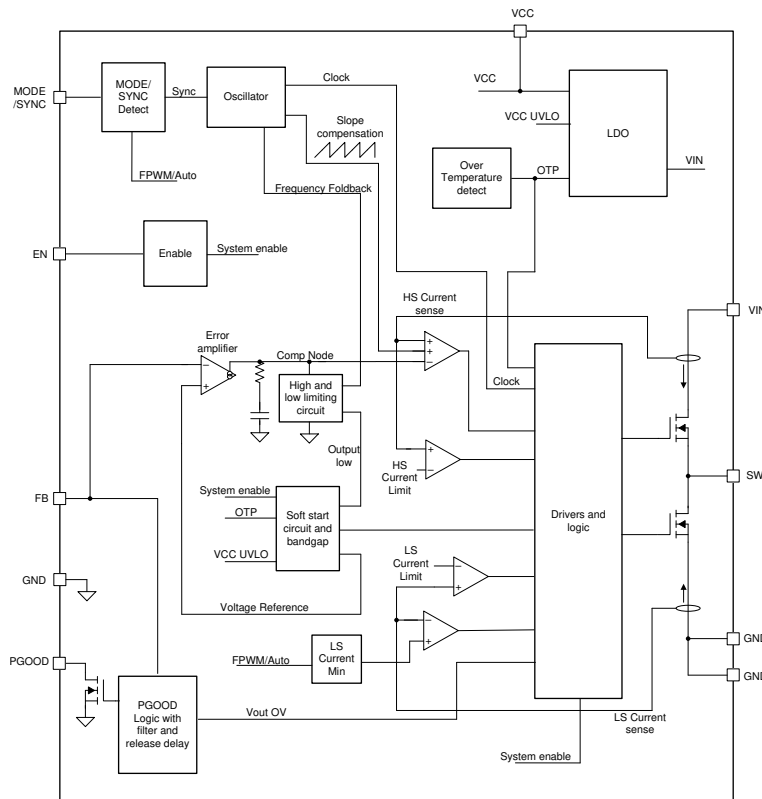 VCC
MODE
/SYNC
MODE/
SYNC
Detect
Sync
Oscillator
Clock
VCC
LDO
Slope
compensation
VCC UVLO
Over
Temperature
detect
OTP
VIN
FPWM/Auto
Frequency Foldback
EN
Enable
System enable
HS Current
sense
VIN
Error
amplifier
−
+
Comp Node
+
+
−
High and
low limiting
circuit
Clock
Output
low
+
−
HS
Current
Limit
SW
FB
System enable
OTP
VCC UVLO
Soft start
circuit and
bandgap
Drivers and
logic
LS
Current
Limit
−
+
GND
Voltage Reference
−
+
PGOOD
FPWM/Auto
LS
Current
Min
GND
GND
PGOOD
Logic with
filter and
release delay
Vout OV
LS Current
sense
System enable